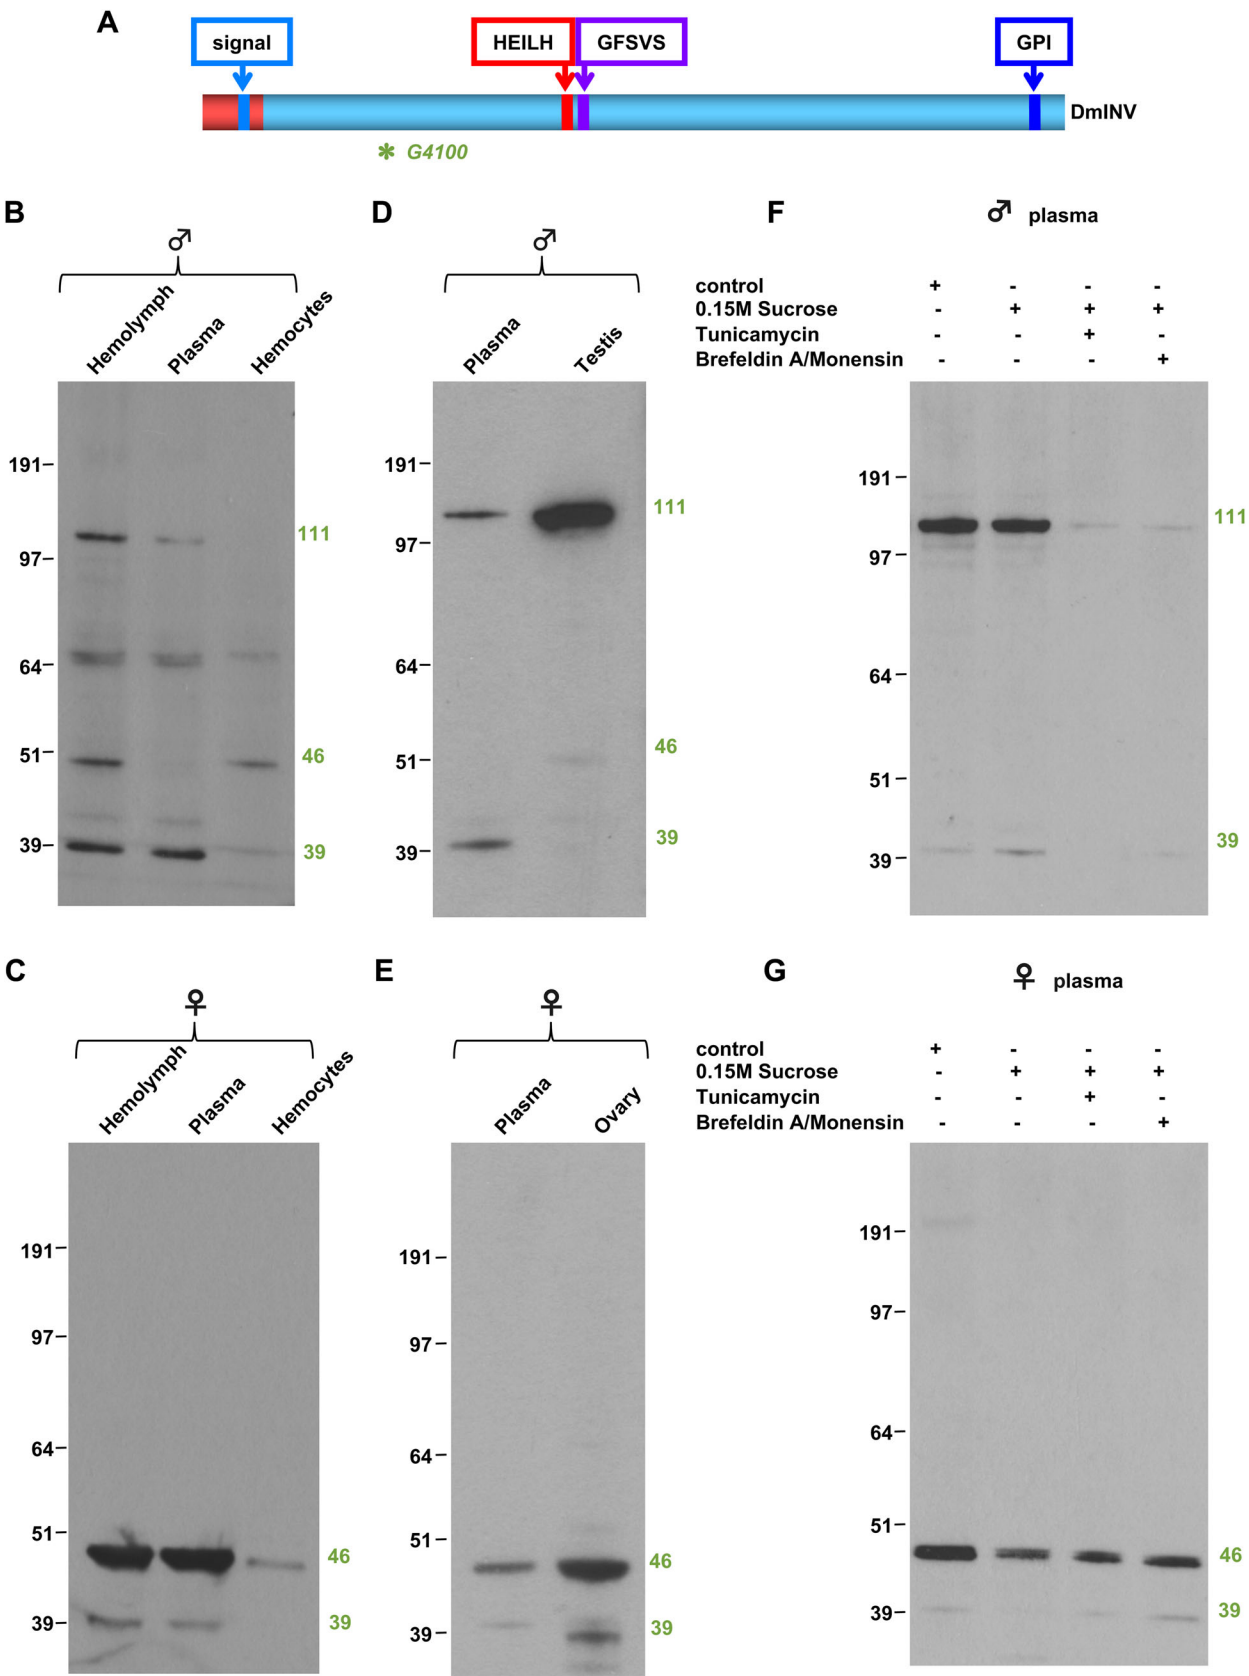 A
signal
HEILH
GFSVS
GPI
DmINV
* G4100
B
♂
Hemolymph
Plasma
Hemocytes
191
97
64
51
39
111
46
39
D
♂
Plasma
Testis
191
97
64
51
39
111
46
39
F
♂ plasma
control + - - -
0.15M Sucrose - + + +
Tunicamycin - - + -
Brefeldin A/Monensin - - - +
191
97
64
51
39
111
39
C
♀
Hemolymph
Plasma
Hemocytes
191
97
64
51
39
46
39
E
♀
Plasma
Ovary
191
97
64
51
39
46
39
G
♀ plasma
control + - - -
0.15M Sucrose - + + +
Tunicamycin - - + -
Brefeldin A/Monensin - - - +
191
97
64
51
39
46
39